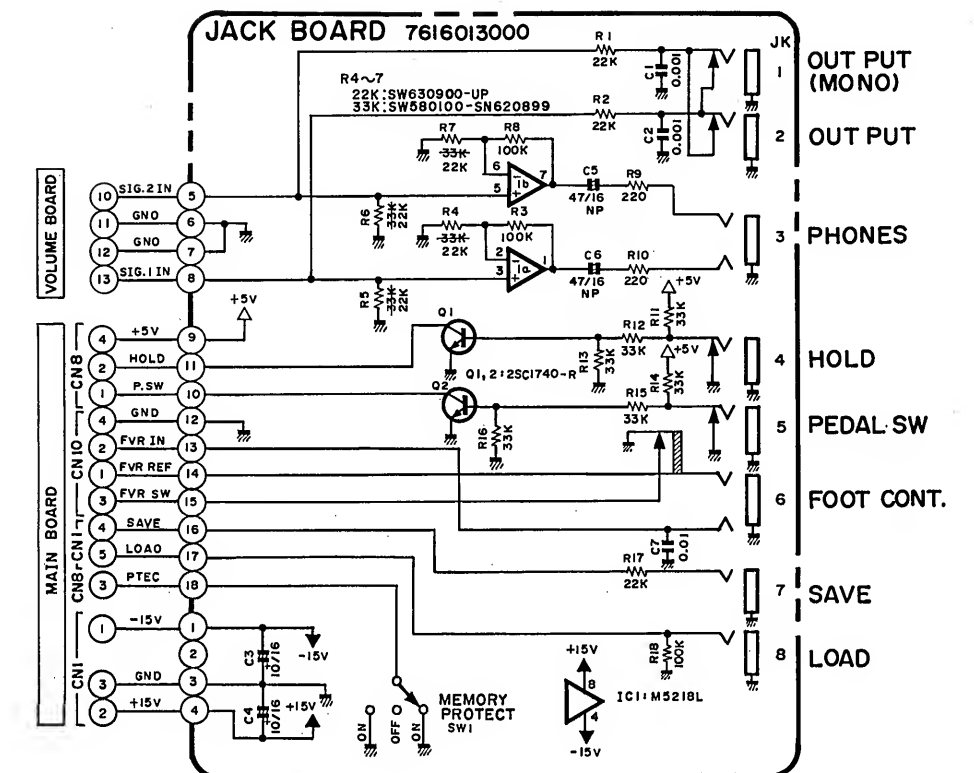 JACK BOARD 7616013000
JK
R4~7
22K:SW630900-UP
33K:SW580100-SN620899
R1
22K
C1
0.001
1
OUT PUT
(MONO)
R2
22K
C2
0.001
2
OUT PUT
R7
33K
22K
R8
100K
6
5
1b
7
C5
47/16
NP
R9
220
R6
33K
22K
R4
33K
22K
R3
100K
2
3
1a
1
C6
47/16
NP
R10
220
R5
33K
22K
3
PHONES
VOLUME BOARD
10 SIG.2 IN 5
11 GND 6
12 GND 7
13 SIG.1 IN 8
+5V
MAIN BOARD
CN8
4 +5V 9
2 HOLD 11
1 P.SW 10
CN10
4 GND 12
2 FVR IN 13
1 FVR REF 14
3 FVR SW 15
CN1
4 SAVE 16
5 LOAD 17
CN8
3 PTEC 18
CN1
1 -15V 1
2
3 GND 3
2 +15V 4
Q1
Q1,2:2SC1740-R
Q2
R13
33K
R12
33K
+5V
R11
33K
4
HOLD
R16
33K
R15
33K
+5V
R14
33K
5
PEDAL SW
6
FOOT CONT.
C7
0.01
R17
22K
7
SAVE
R18
100K
8
LOAD
C3
10/16
-15V
C4
10/16
+15V
ON
OFF
ON
MEMORY
PROTECT
SW1
+15V
8
4
-15V
IC1:M5218L